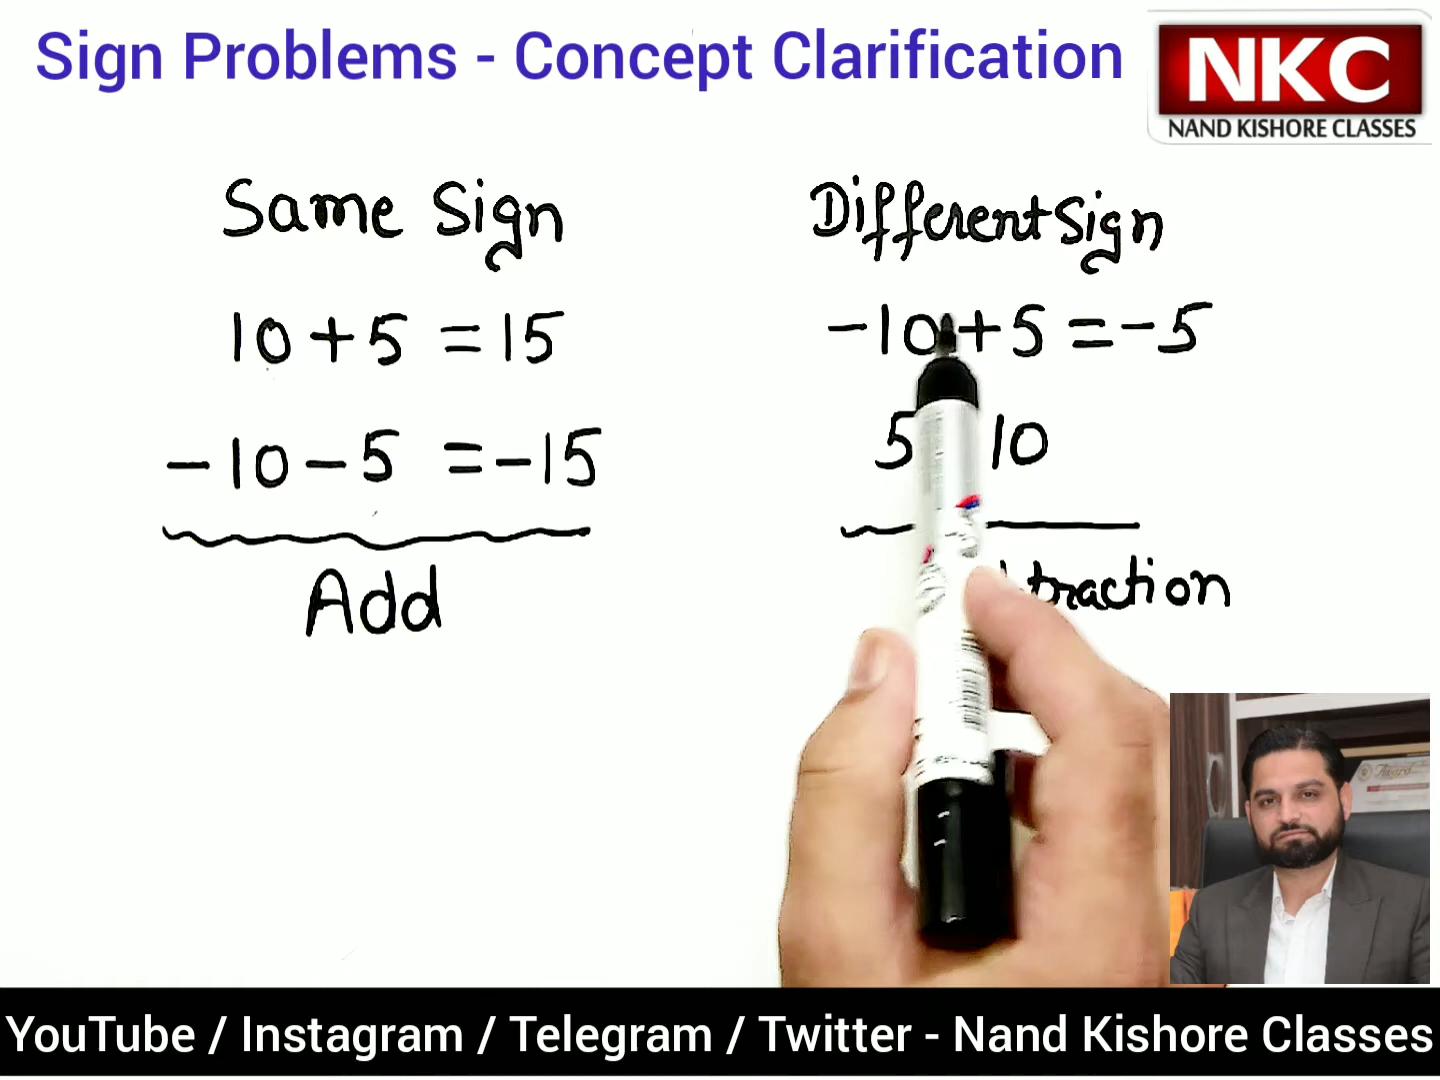 Sign Problems - Concept Clarification
NKC
NAND KISHORE CLASSES
Same Sign
10 + 5 = 15
-10 - 5 = -15
Add
Different Sign
-10 + 5 = -5
5 10
YouTube / Instagram / Telegram / Twitter - Nand Kishore Classes